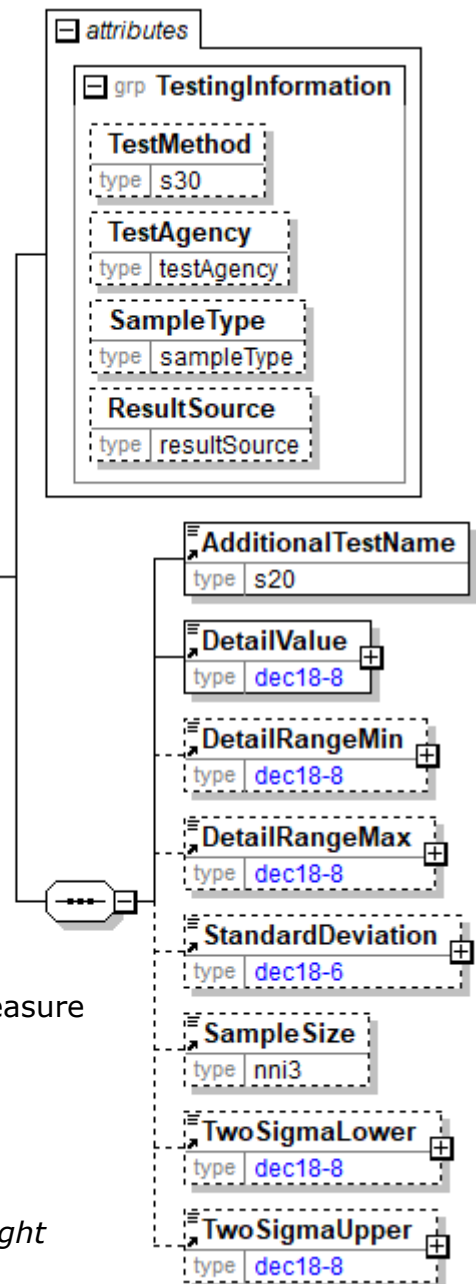 attributes
grp TestingInformation
TestMethod
type s30
TestAgency
type testAgency
SampleType
type sampleType
ResultSource
type resultSource
AdditionalTestName
type s20
DetailValue
type dec18-8
DetailRangeMin
type dec18-8
DetailRangeMax
type dec18-8
StandardDeviation
type dec18-6
easure
SampleSize
type nni3
TwoSigmaLower
type dec18-8
ght
TwoSigmaUpper
type dec18-8